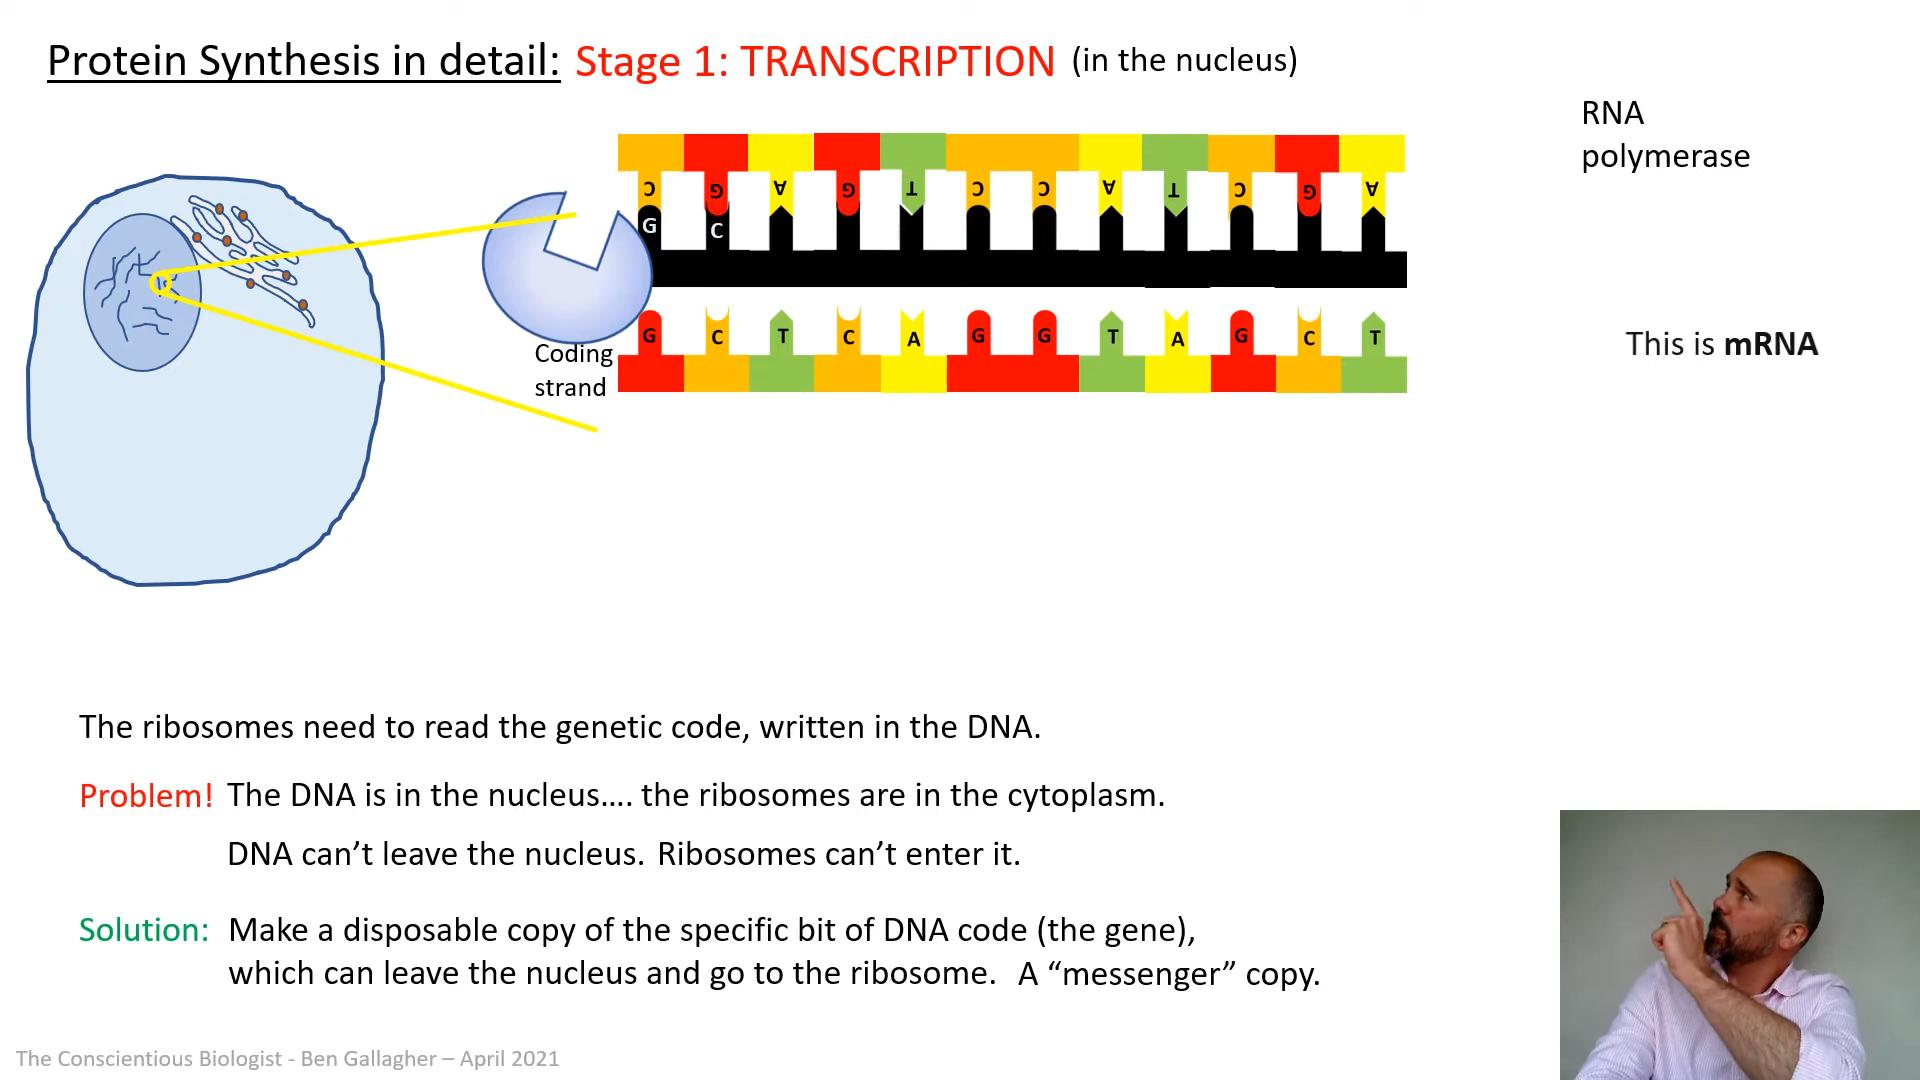 Protein Synthesis in detail: Stage 1: TRANSCRIPTION (in the nucleus)
RNA
polymerase
C G A G T C C A T C G A
G C
G C T C A G G T A G C T
Coding
strand
This is mRNA
The ribosomes need to read the genetic code, written in the DNA.
Problem! The DNA is in the nucleus.... the ribosomes are in the cytoplasm.
DNA can’t leave the nucleus. Ribosomes can’t enter it.
Solution: Make a disposable copy of the specific bit of DNA code (the gene),
which can leave the nucleus and go to the ribosome. A “messenger” copy.
The Conscientious Biologist - Ben Gallagher – April 2021